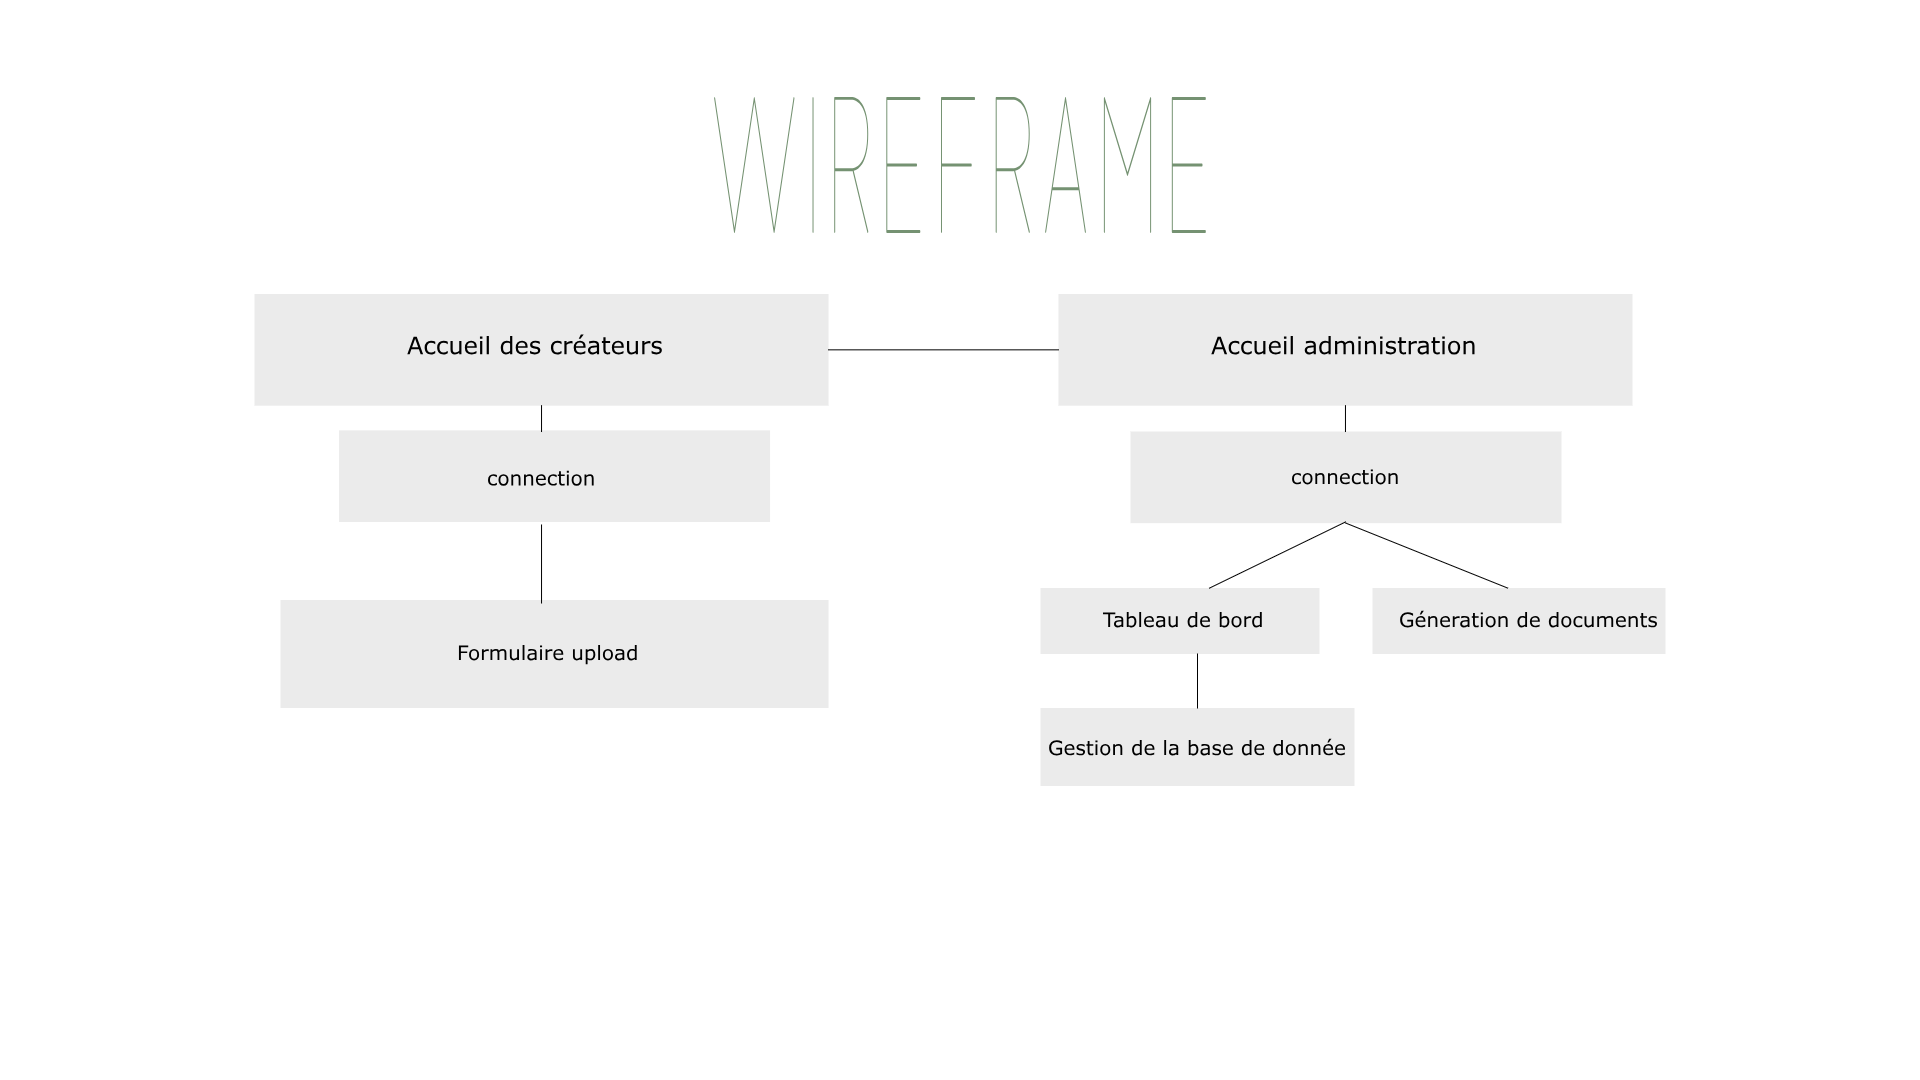 WIREFRAME
Accueil des créateurs
Accueil administration
connection
connection
Formulaire upload
Tableau de bord
Géneration de documents
Gestion de la base de donnée